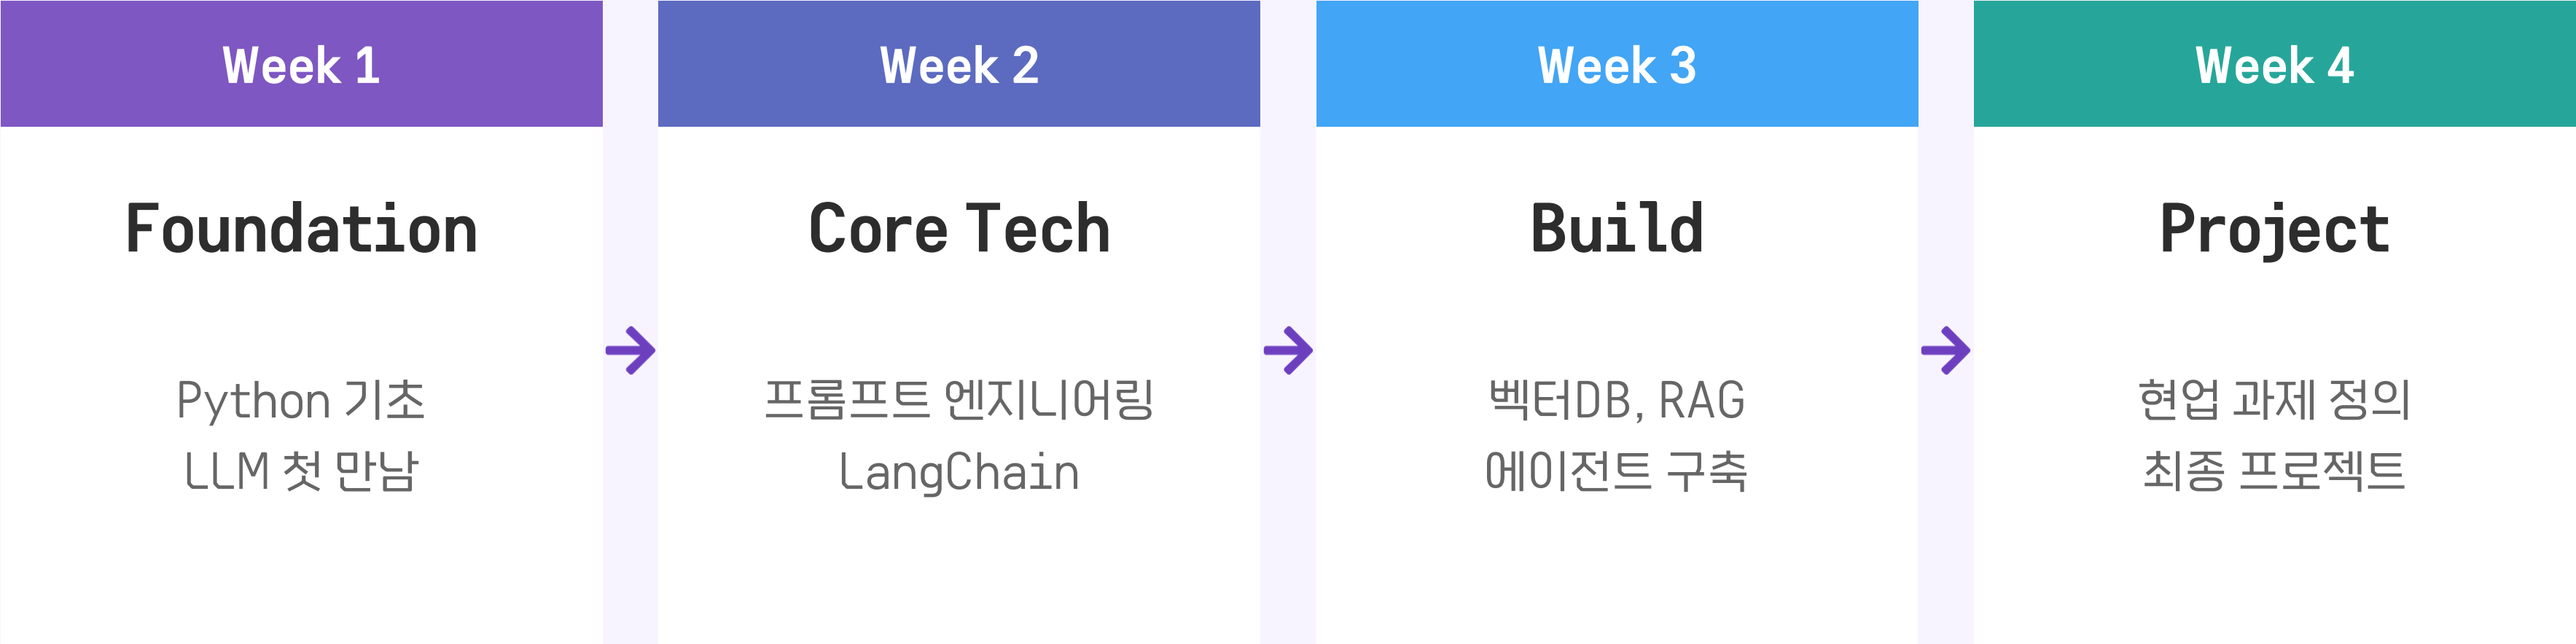 Week 1
Foundation
Python 기초
LLM 첫 만남
Week 2
Core Tech
프롬프트 엔지니어링
LangChain
Week 3
Build
벡터DB, RAG
에이전트 구축
Week 4
Project
현업 과제 정의
최종 프로젝트